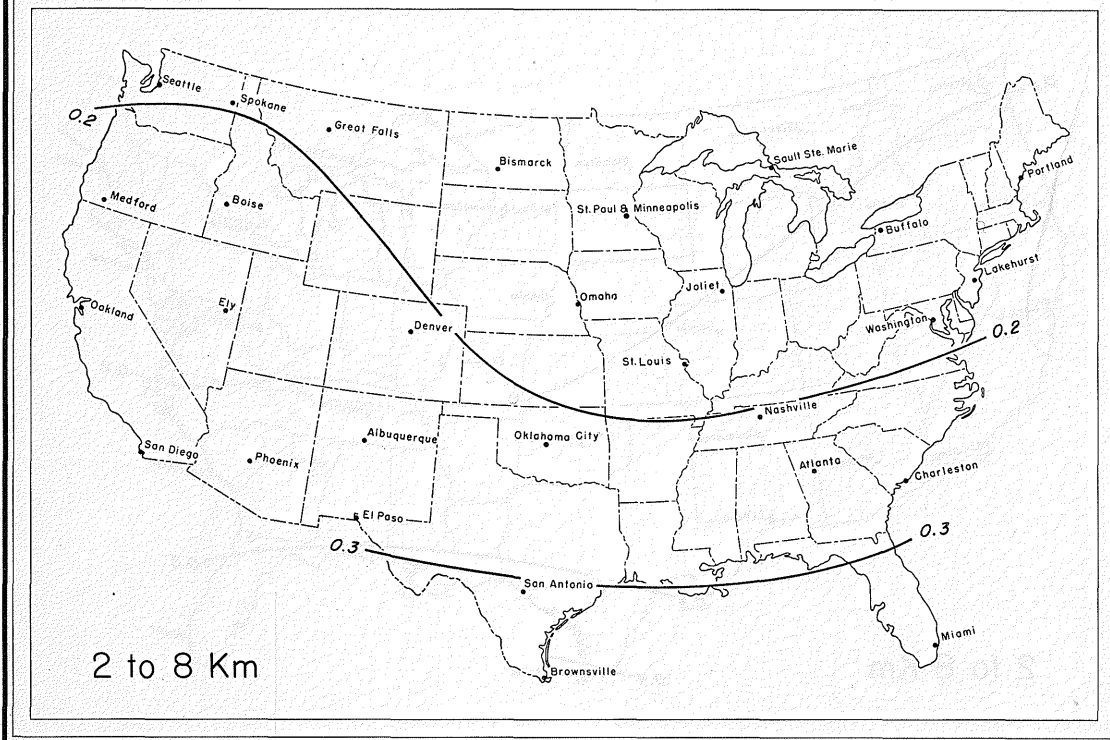 Seattle
Spokane
0.2
Great Falls
Bismarck
Sault Ste. Marie
Portland
Medford
Boise
St. Paul & Minneapolis
Buffalo
Lakehurst
Oakland
Ely
Omaha
Joliet
Denver
Washington
0.2
St. Louis
Nashville
San Diego
Phoenix
Albuquerque
Oklahoma City
Atlanta
Charleston
El Paso
0.3
0.3
San Antonio
Miami
2 to 8 Km
Brownsville